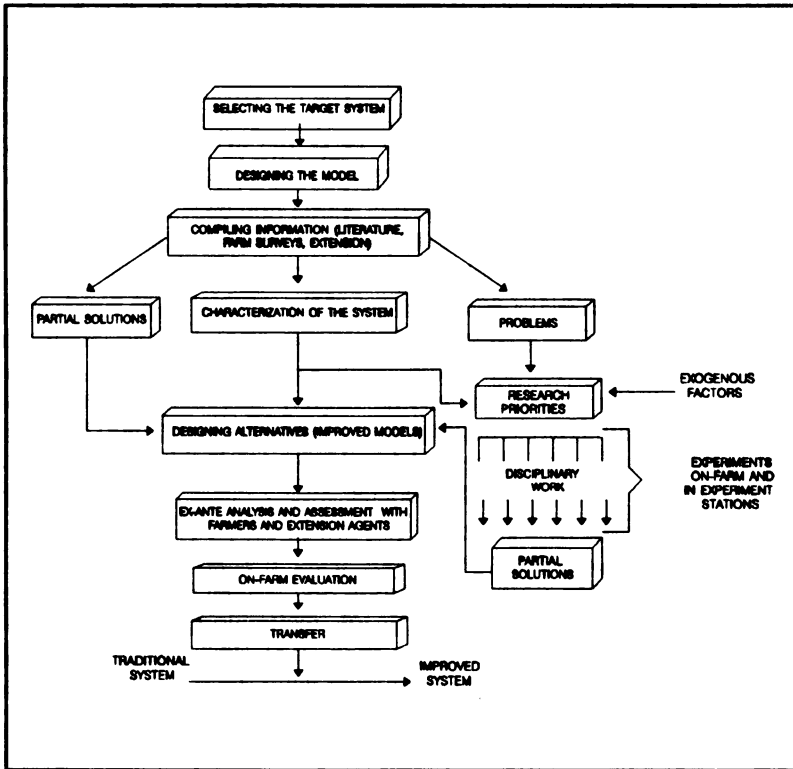 SELECTING THE TARGET SYSTEM
DESIGNING THE MODEL
COMPILING INFORMATION (LITERATURE,
FARM SURVEYS, EXTENSION)
PARTIAL SOLUTIONS
CHARACTERIZATION OF THE SYSTEM
PROBLEMS
RESEARCH
PRIORITIES
EXOGENOUS
FACTORS
DESIGNING ALTERNATIVES (IMPROVED MODELS)
DISCIPLINARY
WORK
EXPERIMENTS
ON-FARM AND
IN EXPERIMENT
STATIONS
EX-ANTE ANALYSIS AND ASSESSMENT WITH
FARMERS AND EXTENSION AGENTS
PARTIAL
SOLUTIONS
ON-FARM EVALUATION
TRANSFER
TRADITIONAL
SYSTEM
IMPROVED
SYSTEM